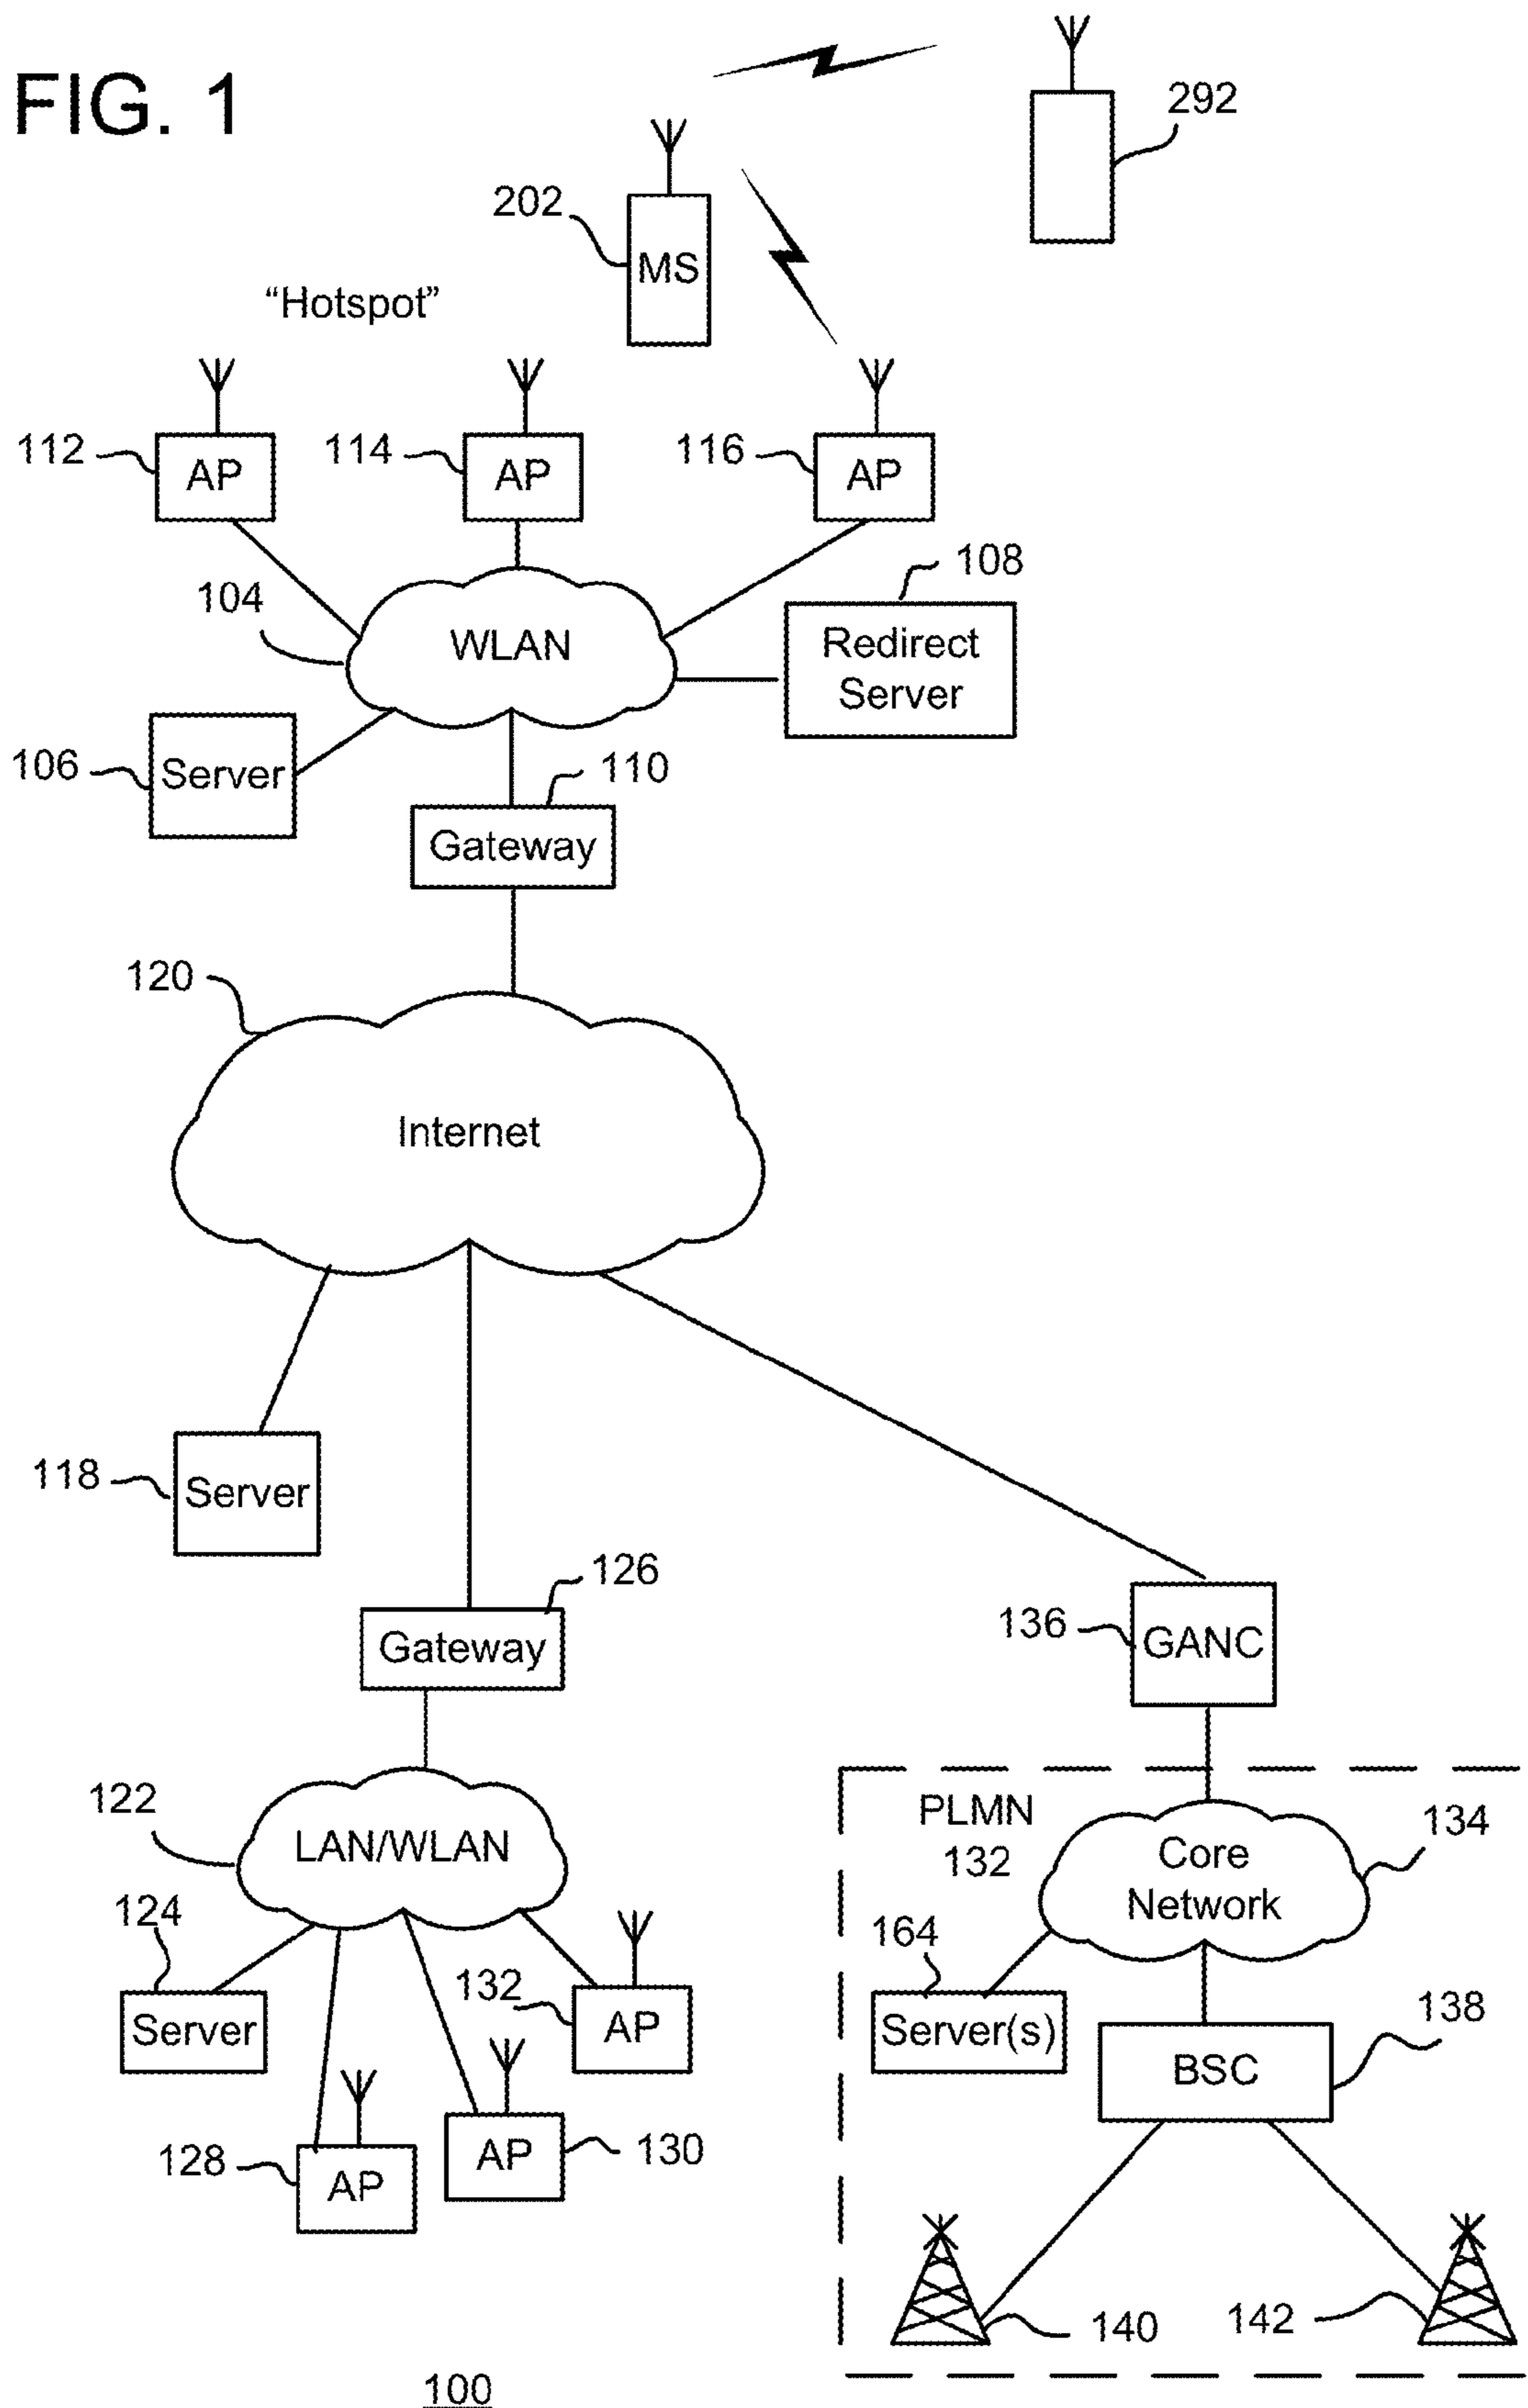 FIG. 1
292
202
MS
“Hotspot”
112
AP
114
AP
116
AP
104
WLAN
108
Redirect
Server
106
Server
110
Gateway
120
Internet
118
Server
126
Gateway
136
GANC
122
LAN/WLAN
PLMN
132
Core
Network
134
124
Server
132
AP
164
Server(s)
138
BSC
128
AP
AP
130
140
142
100